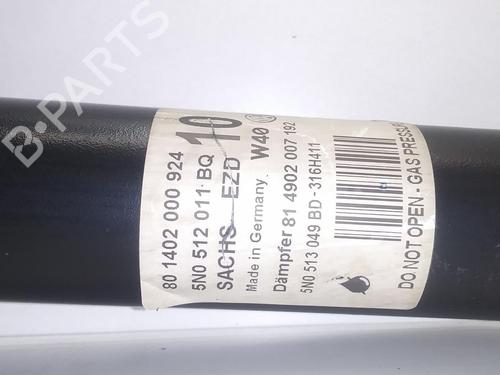 B-PARTS
80 1402 000 924
5N0 512 011 BQ
10
SACHS EZD
Made in Germany W40
Dämpfer 81 4902 007 192
5N0 513 049 BD -316H411
DO NOT OPEN - GAS